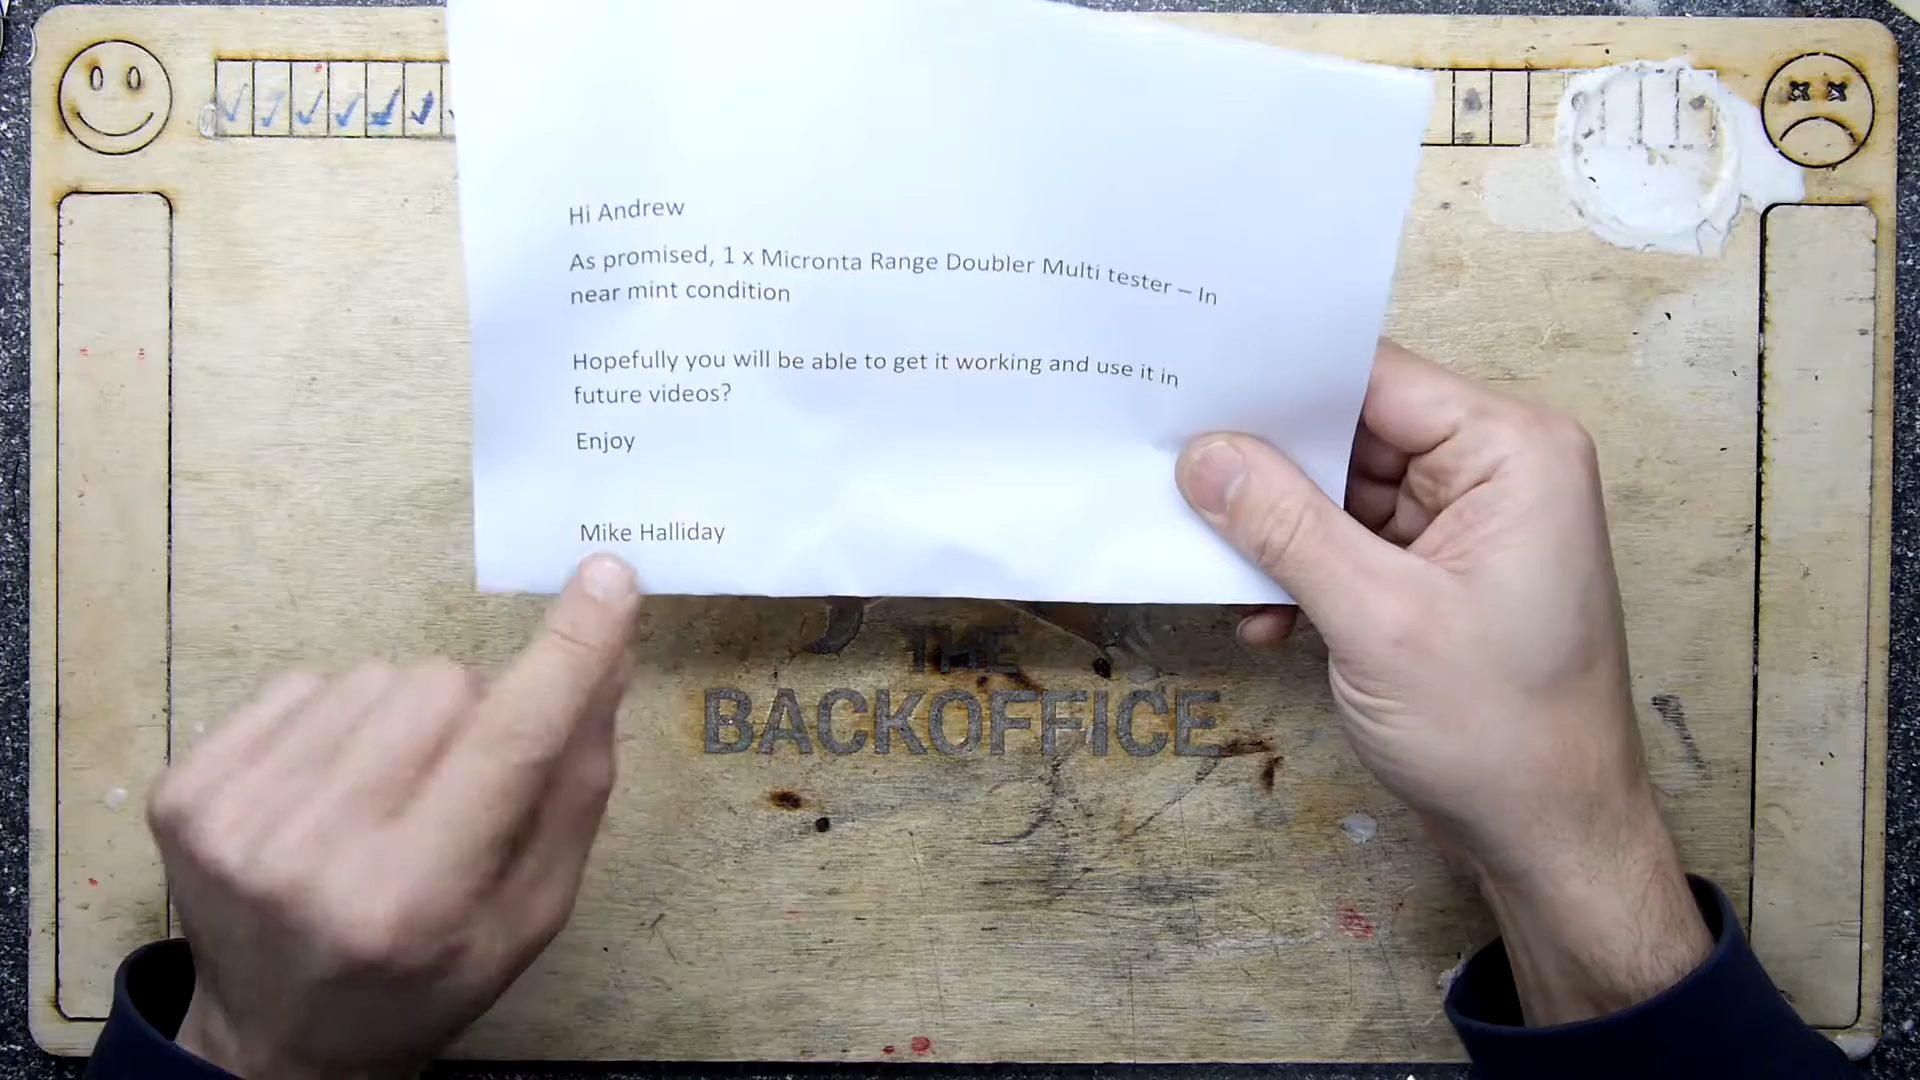 Hi Andrew
As promised, 1 x Micronta Range Doubler Multi tester – In
near mint condition
Hopefully you will be able to get it working and use it in
future videos?
Enjoy
Mike Halliday
THE
BACKOFFICE